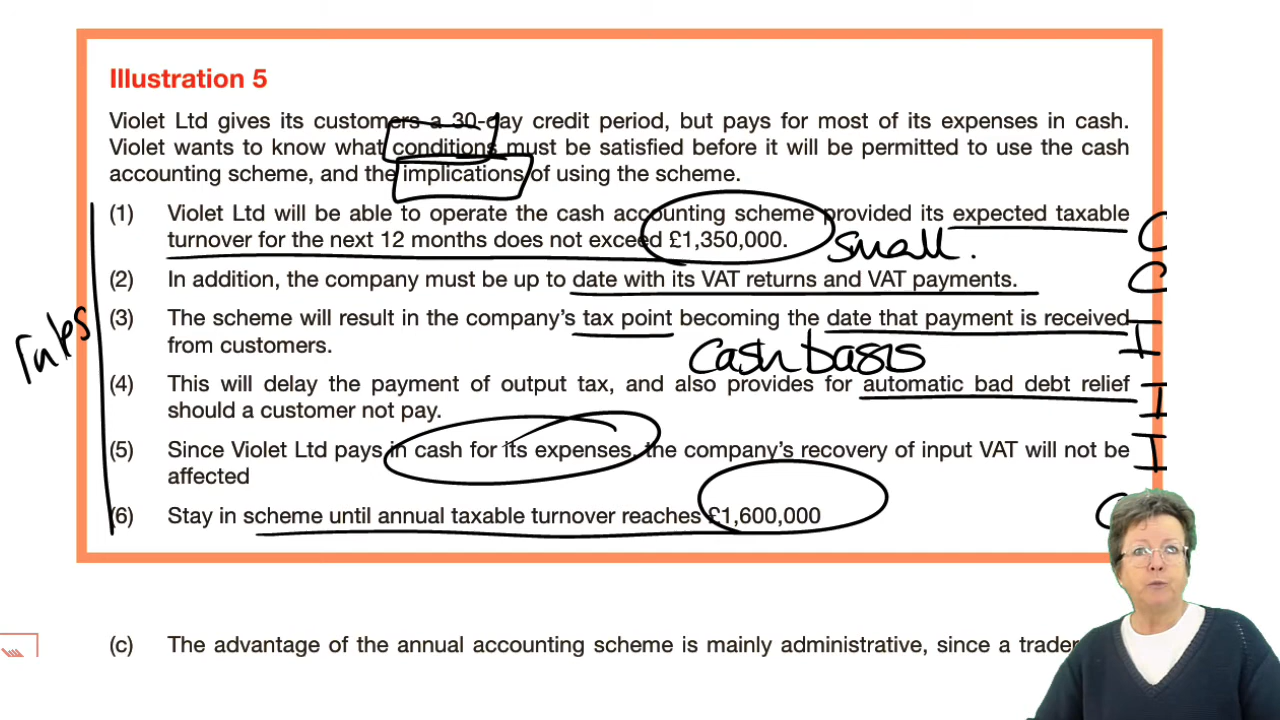 Illustration 5
Violet Ltd gives its customers a 30-day credit period, but pays for most of its expenses in cash.
Violet wants to know what conditions must be satisfied before it will be permitted to use the cash
accounting scheme, and the implications of using the scheme.
(1) Violet Ltd will be able to operate the cash accounting scheme provided its expected taxable
turnover for the next 12 months does not exceed £1,350,000.
small.
C
(2) In addition, the company must be up to date with its VAT returns and VAT payments.
C
rules
(3) The scheme will result in the company's tax point becoming the date that payment is received
I
from customers.
cash basis
I
(4) This will delay the payment of output tax, and also provides for automatic bad debt relief
I
should a customer not pay.
(5) Since Violet Ltd pays in cash for its expenses, the company's recovery of input VAT will not be
I
affected
(6) Stay in scheme until annual taxable turnover reaches £1,600,000
C
(c) The advantage of the annual accounting scheme is mainly administrative, since a trader